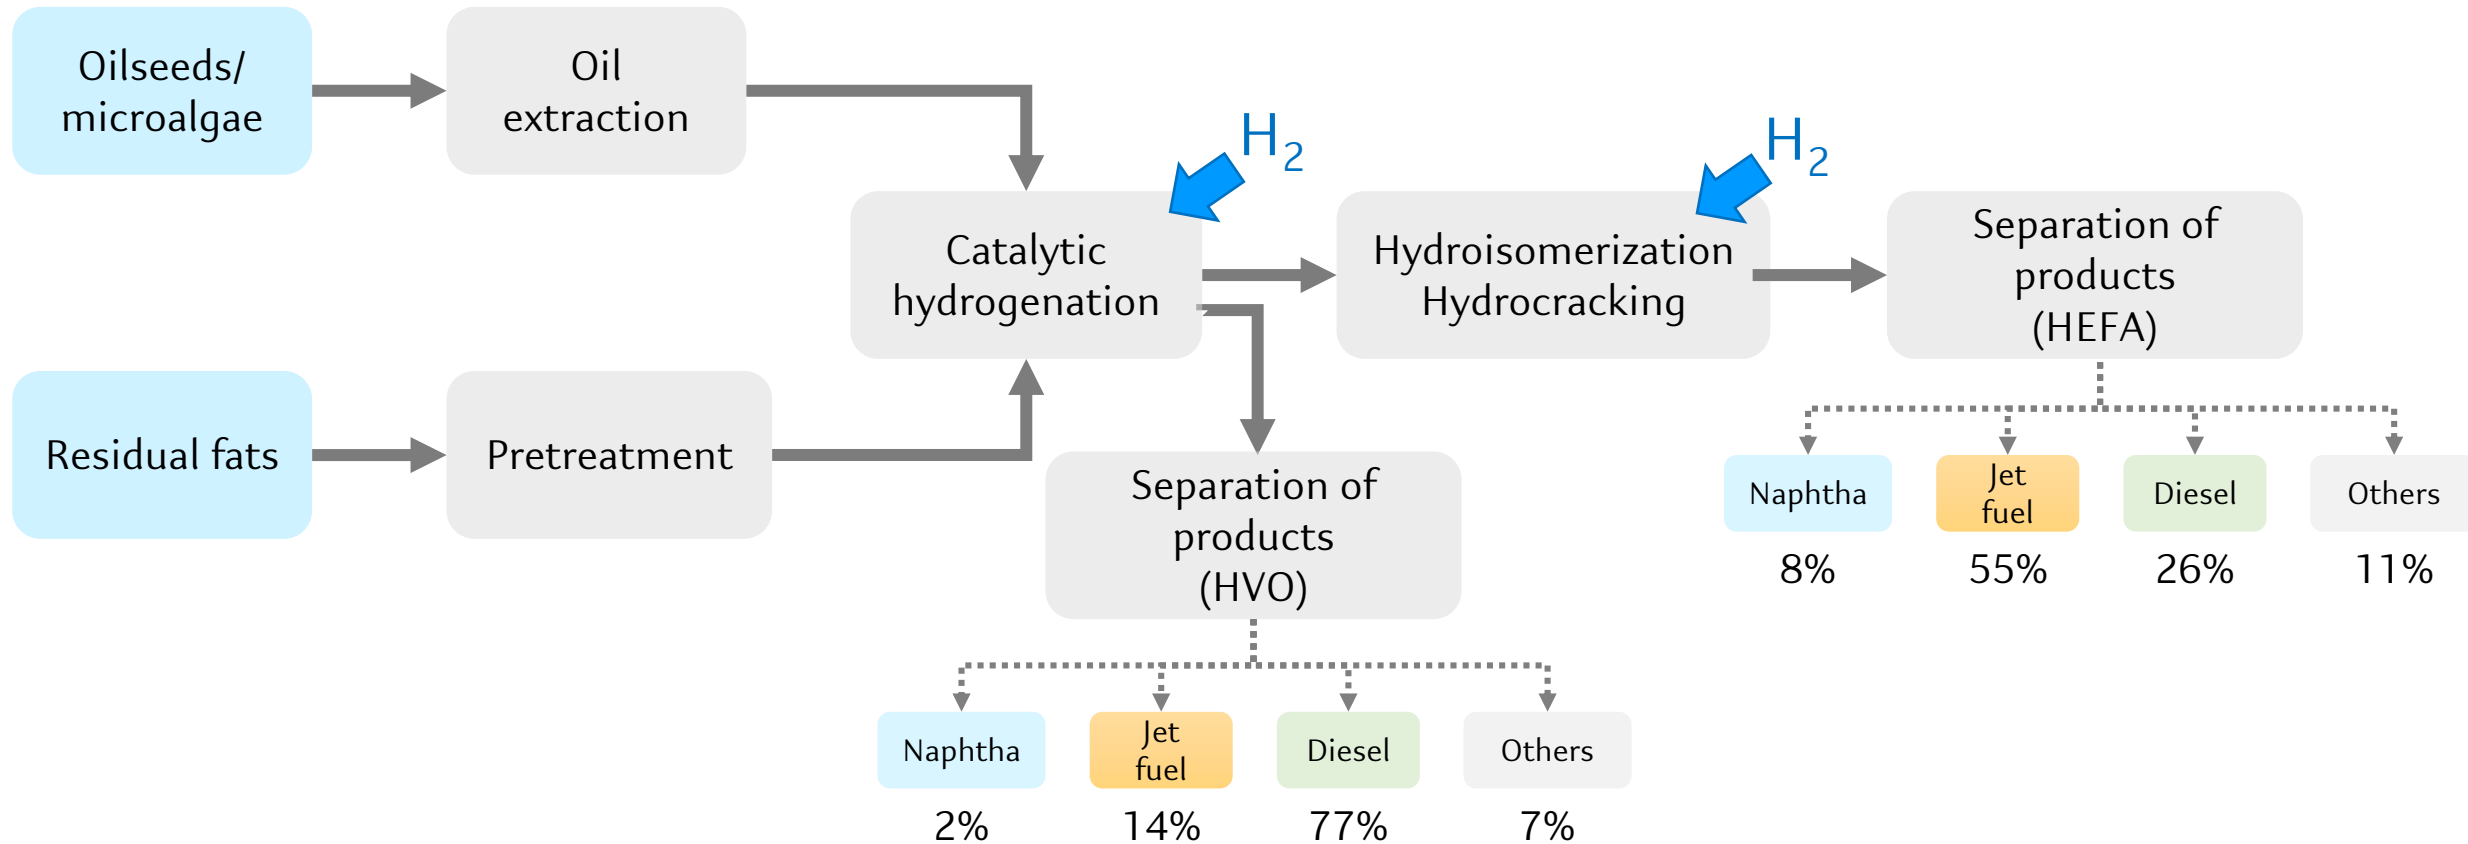 Oilseeds/
microalgae
Oil
extraction
H2
H2
Catalytic
hydrogenation
Hydroisomerization
Hydrocracking
Separation of
products
(HEFA)
Residual fats
Pretreatment
Separation of
products
(HVO)
Naphtha
Jet
fuel
Diesel
Others
8%
55%
26%
11%
Naphtha
Jet
fuel
Diesel
Others
2%
14%
77%
7%